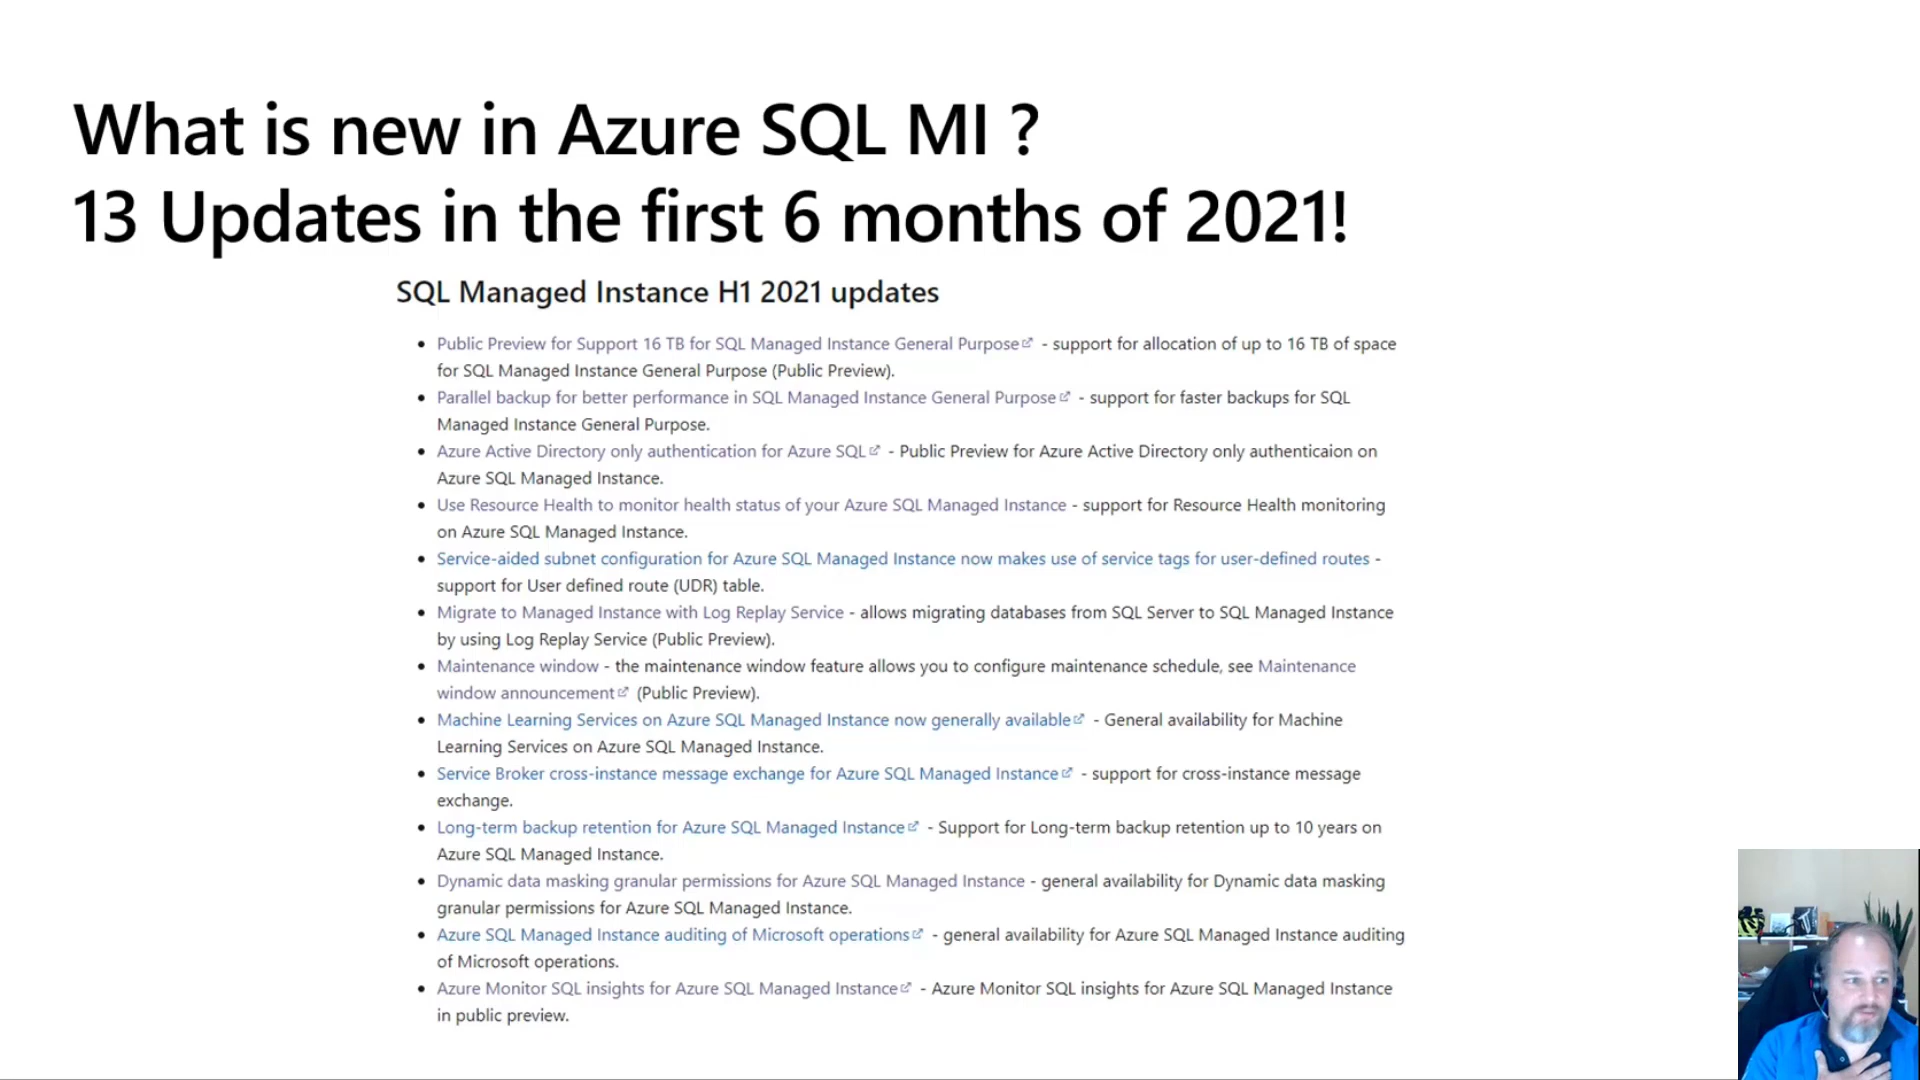 What is new in Azure SQL MI ?
13 Updates in the first 6 months of 2021!
SQL Managed Instance H1 2021 updates
• Public Preview for Support 16 TB for SQL Managed Instance General Purpose - support for allocation of up to 16 TB of space
for SQL Managed Instance General Purpose (Public Preview).
• Parallel backup for better performance in SQL Managed Instance General Purpose - support for faster backups for SQL
Managed Instance General Purpose.
• Azure Active Directory only authentication for Azure SQL - Public Preview for Azure Active Directory only authenticaion on
Azure SQL Managed Instance.
• Use Resource Health to monitor health status of your Azure SQL Managed Instance - support for Resource Health monitoring
on Azure SQL Managed Instance.
• Service-aided subnet configuration for Azure SQL Managed Instance now makes use of service tags for user-defined routes -
support for User defined route (UDR) table.
• Migrate to Managed Instance with Log Replay Service - allows migrating databases from SQL Server to SQL Managed Instance
by using Log Replay Service (Public Preview).
• Maintenance window - the maintenance window feature allows you to configure maintenance schedule, see Maintenance
window announcement (Public Preview).
• Machine Learning Services on Azure SQL Managed Instance now generally available - General availability for Machine
Learning Services on Azure SQL Managed Instance.
• Service Broker cross-instance message exchange for Azure SQL Managed Instance - support for cross-instance message
exchange.
• Long-term backup retention for Azure SQL Managed Instance - Support for Long-term backup retention up to 10 years on
Azure SQL Managed Instance.
• Dynamic data masking granular permissions for Azure SQL Managed Instance - general availability for Dynamic data masking
granular permissions for Azure SQL Managed Instance.
• Azure SQL Managed Instance auditing of Microsoft operations - general availability for Azure SQL Managed Instance auditing
of Microsoft operations.
• Azure Monitor SQL insights for Azure SQL Managed Instance - Azure Monitor SQL insights for Azure SQL Managed Instance
in public preview.